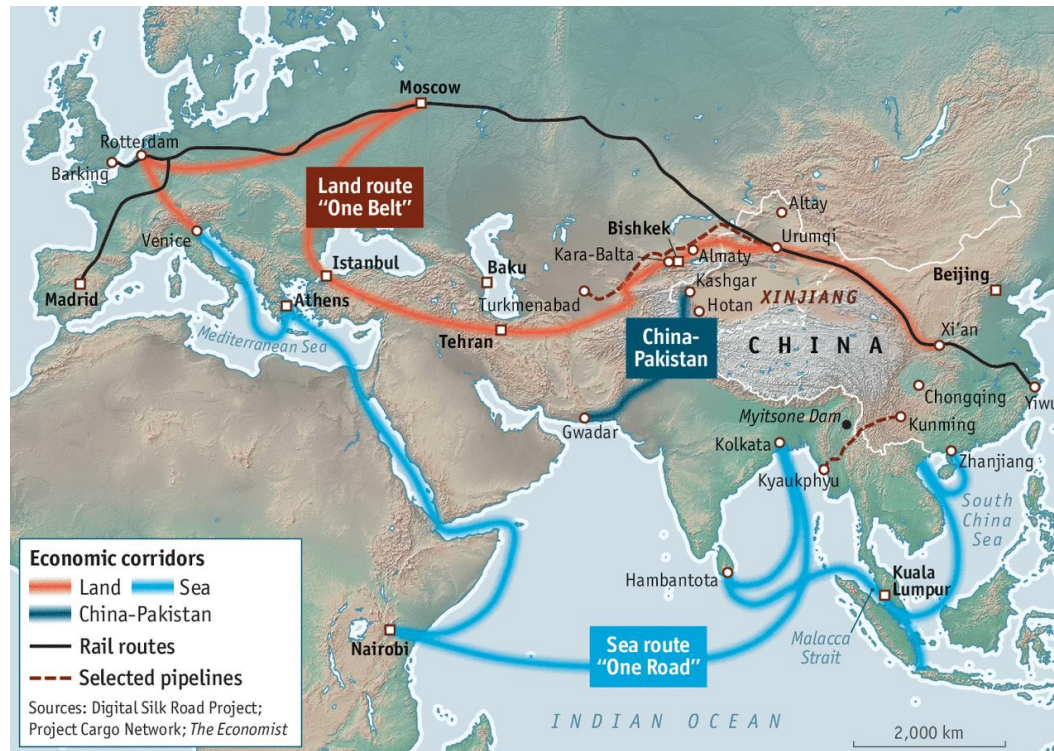 Moscow
Rotterdam
Barking
Land route
"One Belt"
Altay
Venice
Bishkek
Urumqi
Kara-Balta
Almaty
Istanbul
Baku
Kashgar
Beijing
Madrid
Turkmenabad
Hotan
XINJIANG
Athens
Mediterranean Sea
Tehran
China-
Pakistan
CHINA
Xi'an
Chongqing
Yiwu
Myitsone Dam
Gwadar
Kunming
Kolkata
Zhanjiang
Kyaukphyu
South
China
Sea
Economic corridors
Land
Sea
China-Pakistan
Rail routes
Selected pipelines
Sources: Digital Silk Road Project;
Project Cargo Network; The Economist
Hambantota
Kuala
Lumpur
Nairobi
Sea route
"One Road"
Malacca
Strait
INDIAN OCEAN
2,000 km